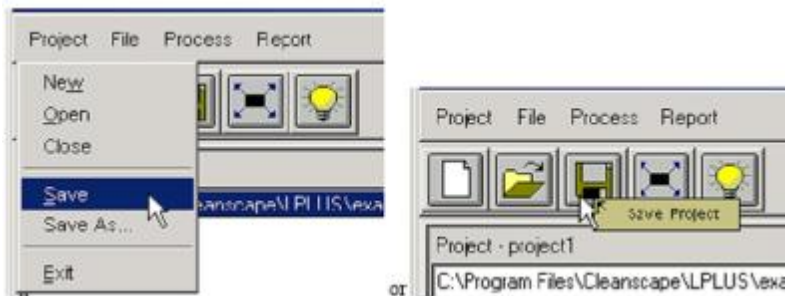 Project File Process Report
New
Open
Close
Save
Save As...
Exit
eanscape\LPLUS\exa
or
Project File Process Report
Save Project
Project - project1
C:\Program Files\Cleanscape\LPLUS\exa